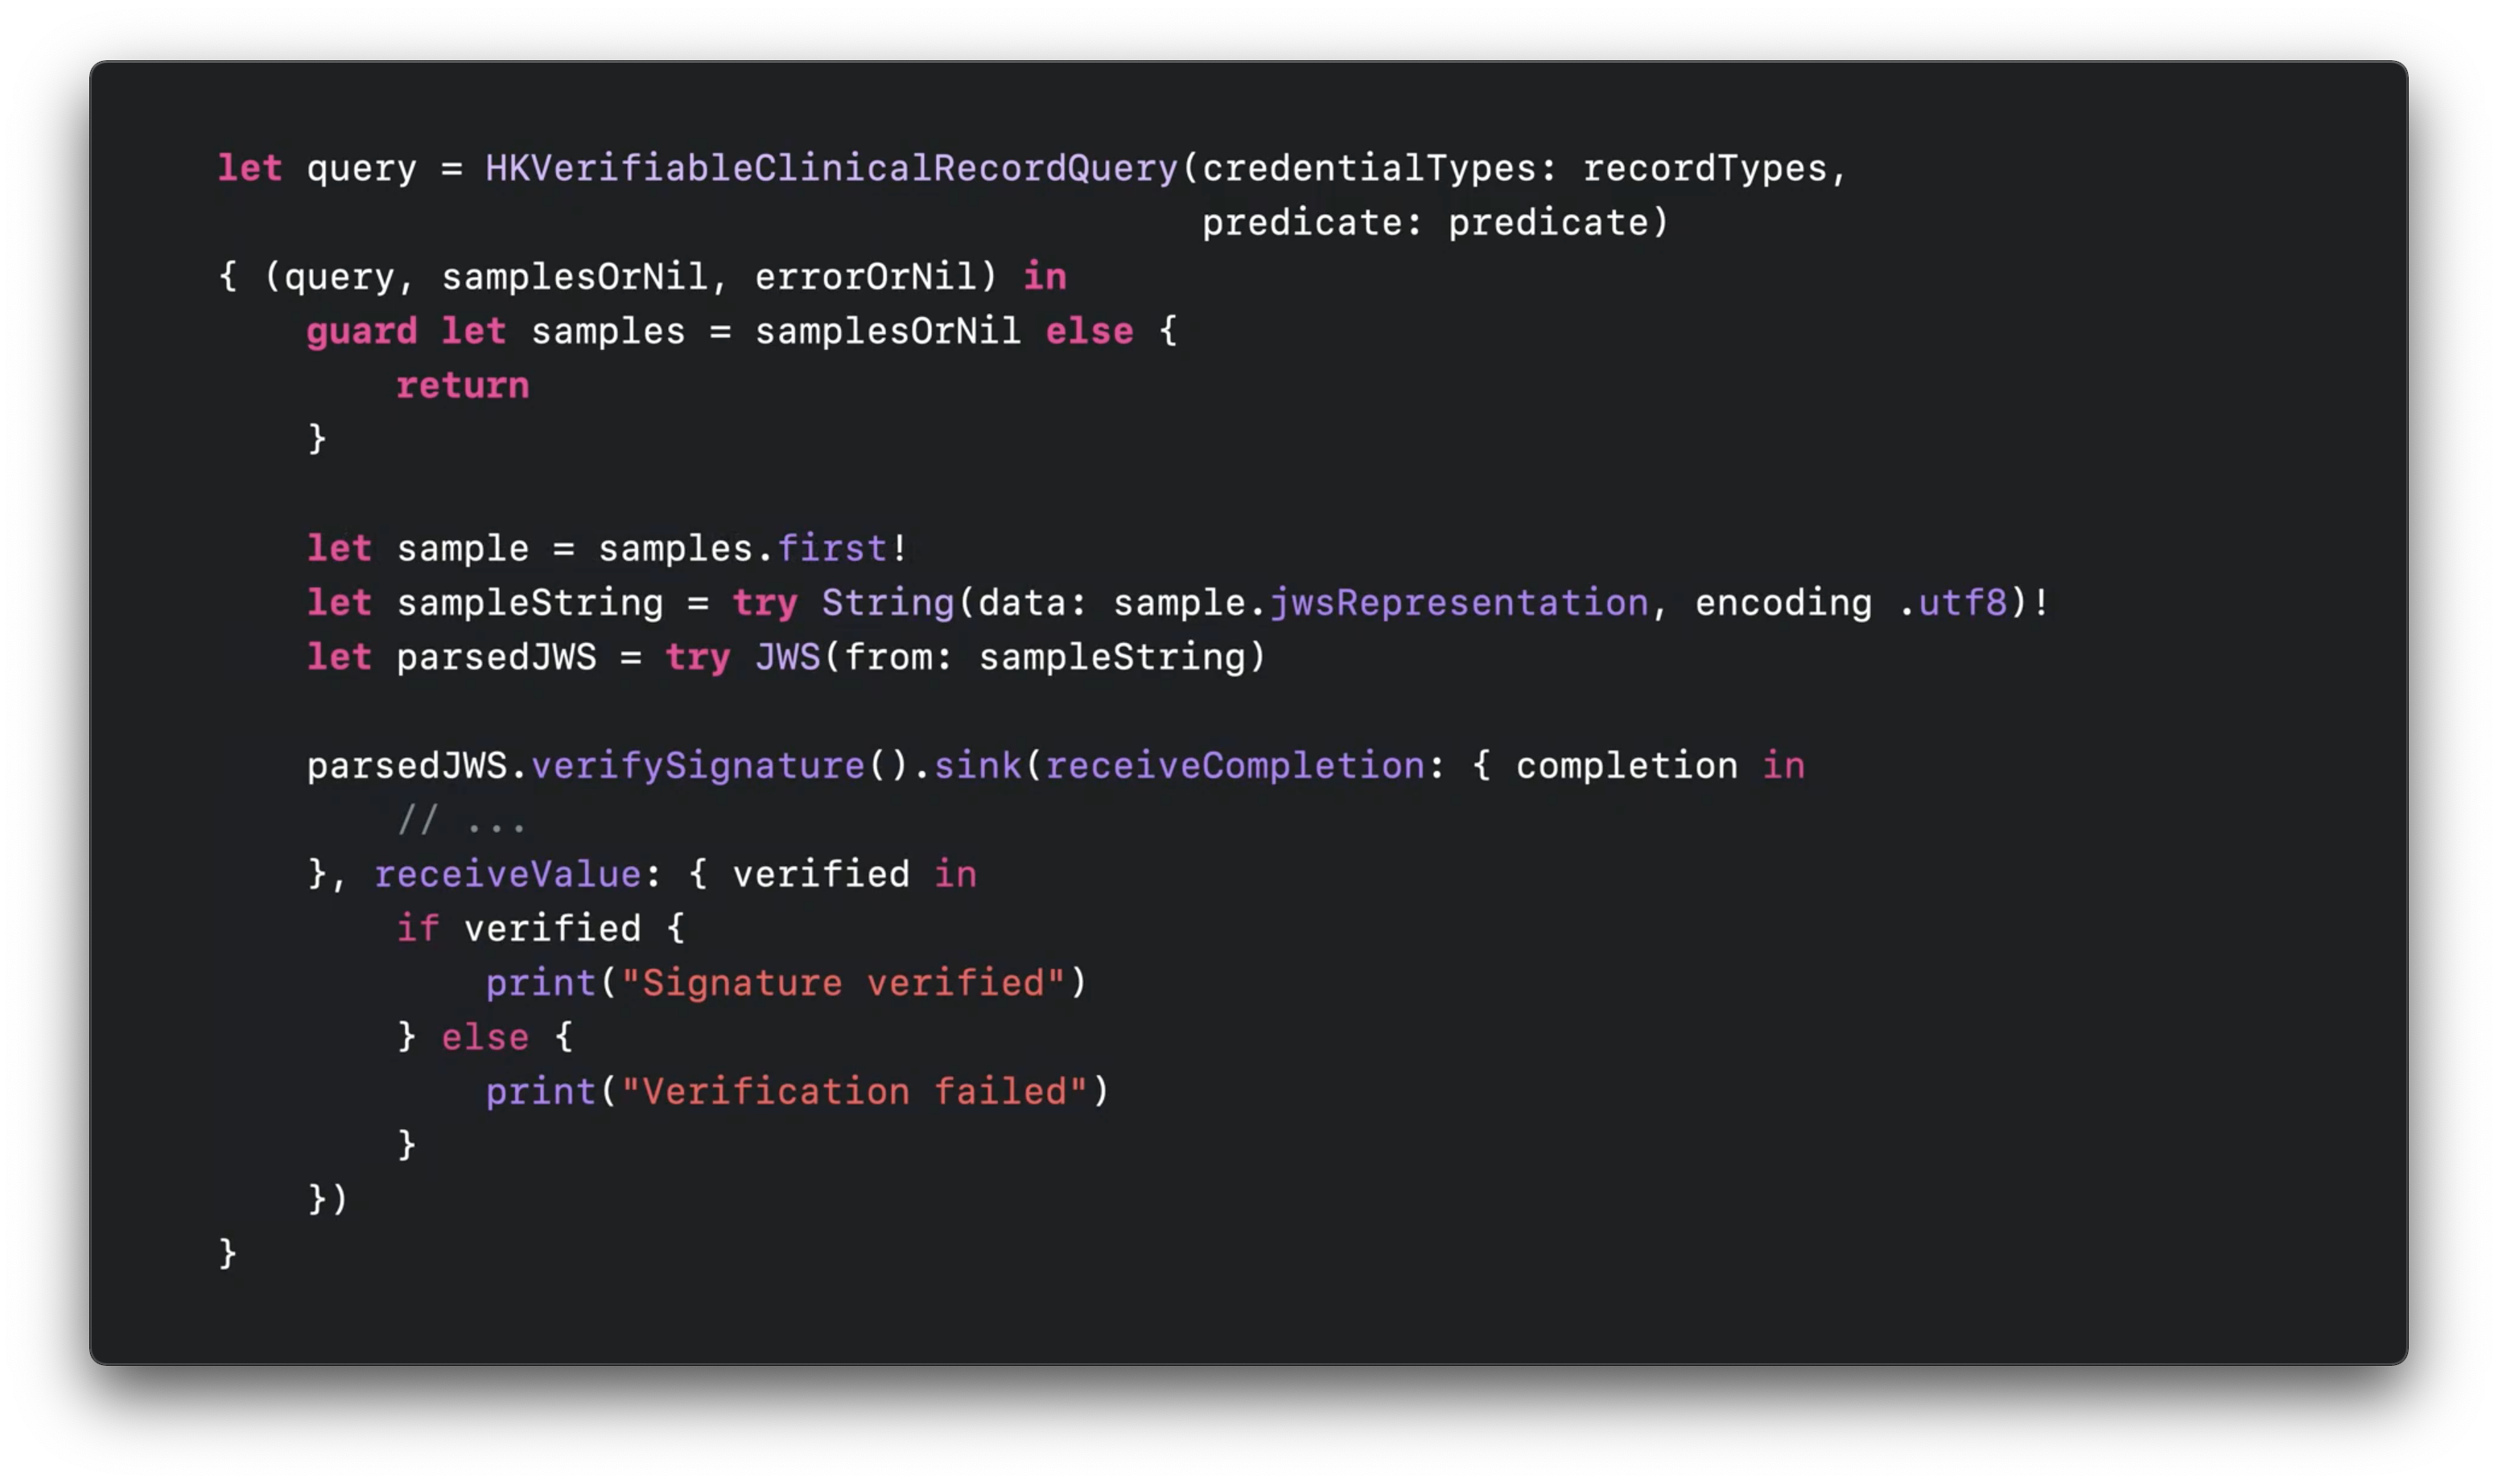 let query = HKVerifiableClinicalRecordQuery(credentialTypes: recordTypes,
                                            predicate: predicate)
{ (query, samplesOrNil, errorOrNil) in
    guard let samples = samplesOrNil else {
        return
    }

    let sample = samples.first!
    let sampleString = try String(data: sample.jwsRepresentation, encoding .utf8)!
    let parsedJWS = try JWS(from: sampleString)

    parsedJWS.verifySignature().sink(receiveCompletion: { completion in
        // ...
    }, receiveValue: { verified in
        if verified {
            print("Signature verified")
        } else {
            print("Verification failed")
        }
    })
}